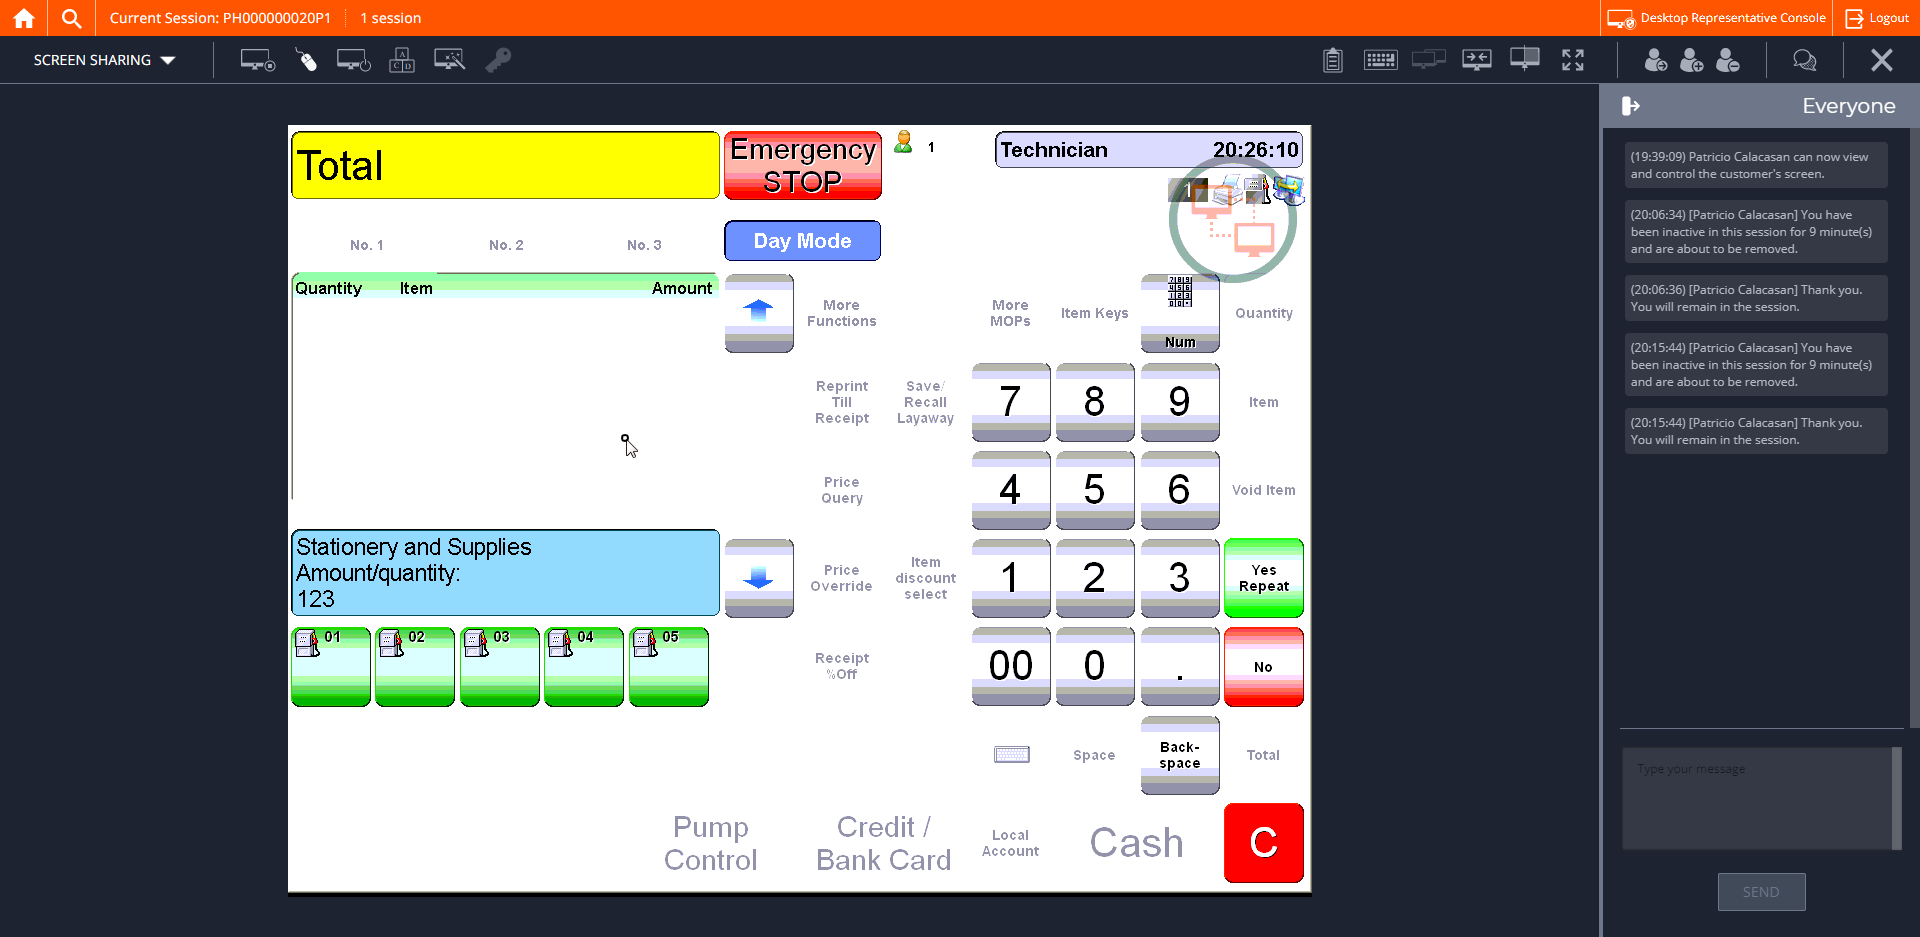 Current Session: PH000000020P1
1 session
Desktop Representative Console
Logout
SCREEN SHARING
A
C D
Everyone
(19:39:09) Patricio Calacasan can now view
and control the customer's screen.
(20:06:34) [Patricio Calacasan] You have
been inactive in this session for 9 minute(s)
and are about to be removed.
(20:06:36) [Patricio Calacasan] Thank you.
You will remain in the session.
(20:15:44) [Patricio Calacasan] You have
been inactive in this session for 9 minute(s)
and are about to be removed.
(20:15:44) [Patricio Calacasan] Thank you.
You will remain in the session.
Type your message
SEND
Total
Emergency
STOP
1
Technician
20:26:10
1
No. 1
No. 2
No. 3
Day Mode
Quantity
Item
Amount
More
Functions
More
MOPs
Item Keys
Num
Quantity
Reprint
Till
Receipt
Save/
Recall
Layaway
7
8
9
Item
Price
Query
4
5
6
Void Item
Stationery and Supplies
Amount/quantity:
123
Price
Override
Item
discount
select
1
2
3
Yes
Repeat
01
02
03
04
05
Receipt
%Off
00
0
.
No
Space
Back-
space
Total
Pump
Control
Credit /
Bank Card
Local
Account
Cash
C